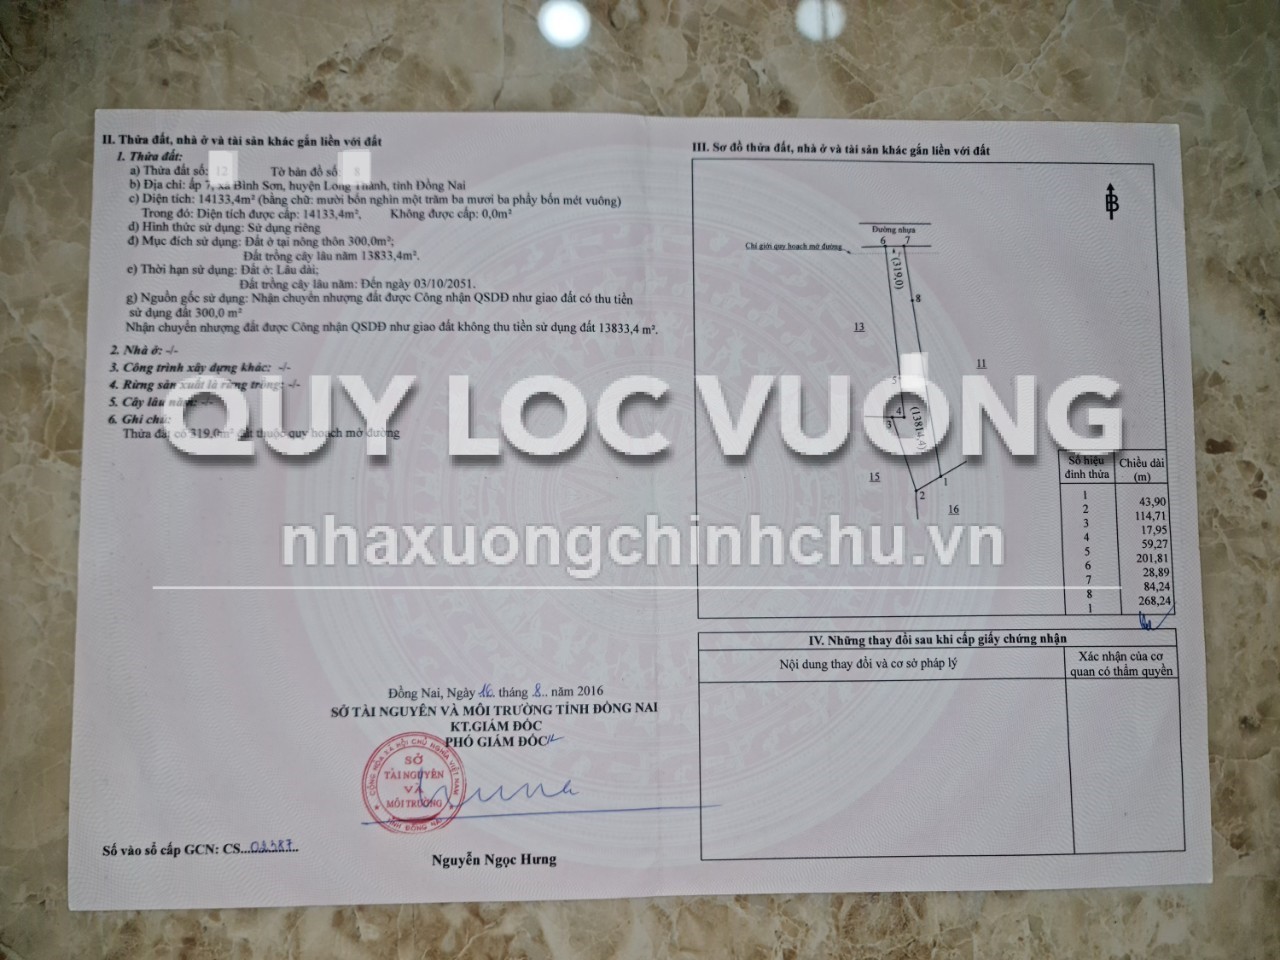 II. Thửa đất, nhà ở và tài sản khác gắn liền với đất
1. Thửa đất:
a) Thửa đất số: 12 Tờ bản đồ số: 8
b) Địa chỉ: ấp 7, xã Bình Sơn, huyện Long Thành, tỉnh Đồng Nai
c) Diện tích: 14133,4m² (bằng chữ: mười bốn nghìn một trăm ba mươi ba phẩy bốn mét vuông)
Trong đó: Diện tích được cấp: 14133,4m², Không được cấp: 0,0m²
d) Hình thức sử dụng: Sử dụng riêng
đ) Mục đích sử dụng: Đất ở tại nông thôn 300,0m²;
Đất trồng cây lâu năm 13833,4m².
e) Thời hạn sử dụng: Đất ở: Lâu dài;
Đất trồng cây lâu năm: Đến ngày 03/10/2051.
g) Nguồn gốc sử dụng: Nhận chuyển nhượng đất được Công nhận QSDĐ như giao đất có thu tiền
sử dụng đất 300,0 m²
Nhận chuyển nhượng đất được Công nhận QSDĐ như giao đất không thu tiền sử dụng đất 13833,4 m².
2. Nhà ở: -/-
3. Công trình xây dựng khác: -/-
4. Rừng sản xuất là rừng trồng: -/-
5. Cây lâu năm: -/-
6. Ghi chú:
Thửa đất có 319,0m² đất thuộc quy hoạch mở đường
Đồng Nai, Ngày 16 tháng 8.. năm 2016
SỞ TÀI NGUYÊN VÀ MÔI TRƯỜNG TỈNH ĐỒNG NAI
KT.GIÁM ĐỐC
PHÓ GIÁM ĐỐC
CỘNG HÒA XÃ HỘI CHỦ NGHĨA VIỆT NAM
SỞ
TÀI NGUYÊN
VÀ
MÔI TRƯỜNG
TỈNH ĐỒNG NAI
Số vào sổ cấp GCN: CS....03387...
Nguyễn Ngọc Hưng
III. Sơ đồ thửa đất, nhà ở và tài sản khác gắn liền với đất
B
Đường nhựa
6 7
Chỉ giới quy hoạch mở đường
(319,0)
8
13
11
5
4
3
(13814,4)
15
1
2
16
Số hiệu đỉnh thửa Chiều dài (m)
1
43,90
2
114,71
3
17,95
4
59,27
5
201,81
6
28,89
7
84,24
8
268,24
1
IV. Những thay đổi sau khi cấp giấy chứng nhận
Nội dung thay đổi và cơ sở pháp lý
Xác nhận của cơ
quan có thẩm quyền
QUY LOC VUONG
nhaxuongchinhchu.vn